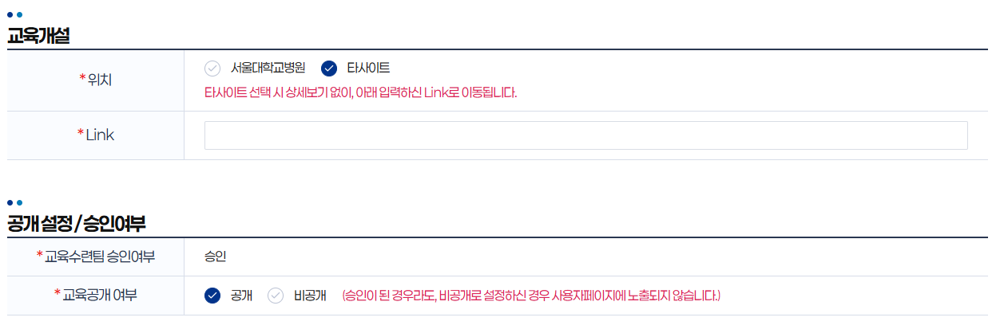 교육개설
*위치
서울대학교병원 타사이트
타사이트 선택 시 상세보기 없이, 아래 입력하신 Link로 이동됩니다.
*Link
공개 설정 / 승인여부
*교육수련팀 승인여부 승인
*교육공개 여부 공개 비공개 (승인이 된 경우라도, 비공개로 설정하신 경우 사용자페이지에 노출되지 않습니다.)